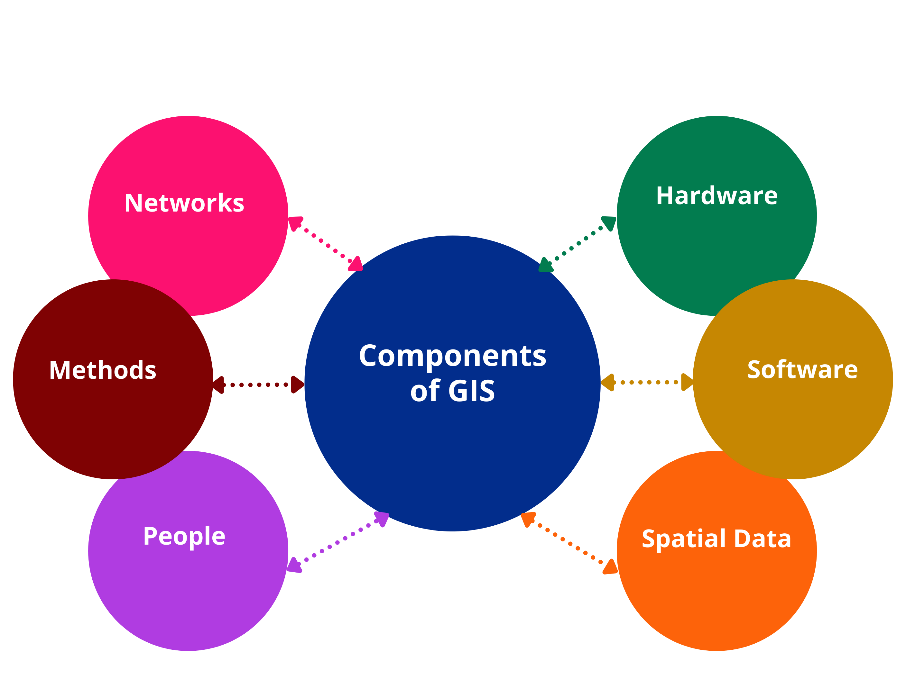 Networks
Hardware
Methods
Components
of GIS
Software
People
Spatial Data